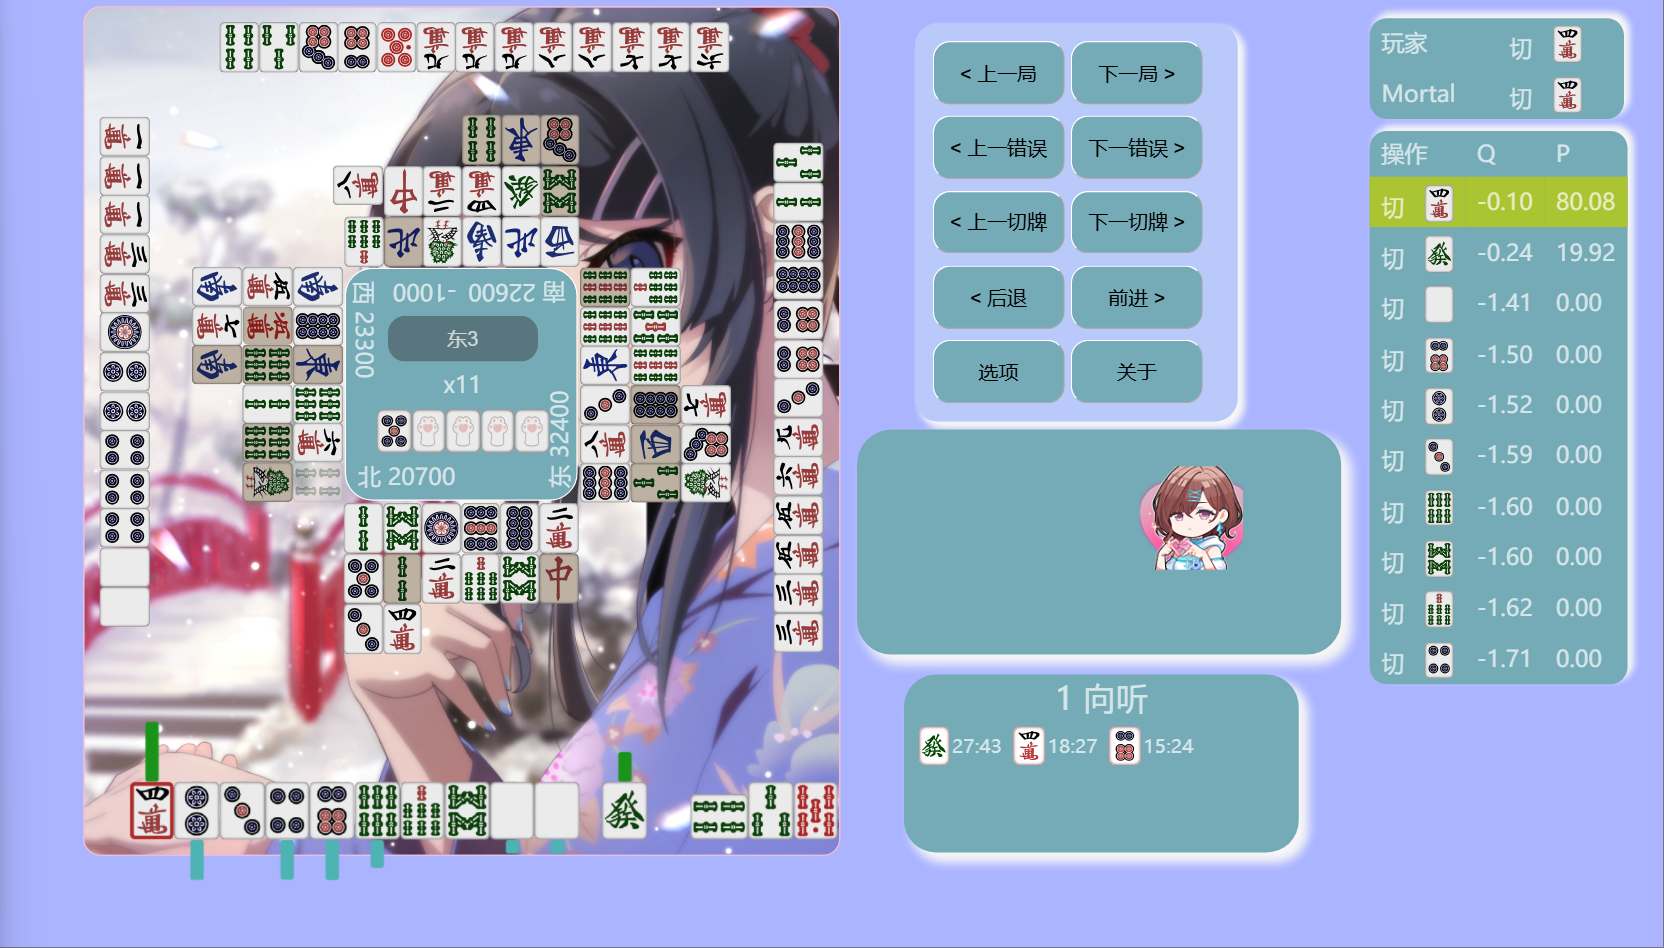 < 上一局
下一局 >
< 上一错误
下一错误 >
< 上一切牌
下一切牌 >
< 后退
前进 >
选项
关于
玩家 切
Mortal 切
操作 Q P
切 -0.10 80.08
切 -0.24 19.92
切 -1.41 0.00
切 -1.50 0.00
切 -1.52 0.00
切 -1.59 0.00
切 -1.60 0.00
切 -1.60 0.00
切 -1.62 0.00
切 -1.71 0.00
南 22600 -1000
西 23300
东3
x11
东 32400
北 20700
1 向听
27:43 18:27 15:24